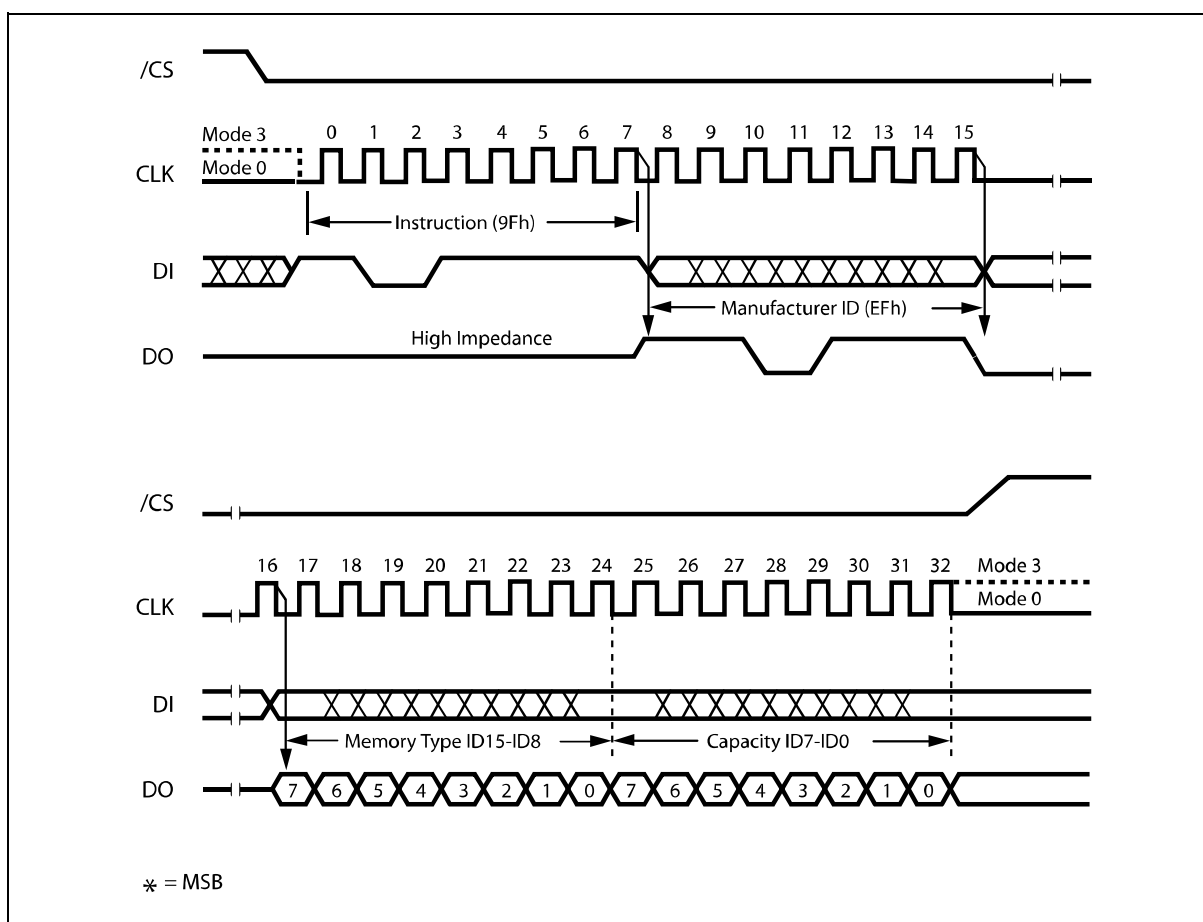 /CS
Mode 3
0 1 2 3 4 5 6 7 8 9 10 11 12 13 14 15
Mode 0
CLK
Instruction (9Fh)
DI
Manufacturer ID (EFh)
High Impedance
DO
/CS
16 17 18 19 20 21 22 23 24 25 26 27 28 29 30 31 32
Mode 3
Mode 0
CLK
DI
Memory Type ID15-ID8
Capacity ID7-ID0
DO
7 6 5 4 3 2 1 0 7 6 5 4 3 2 1 0
* = MSB